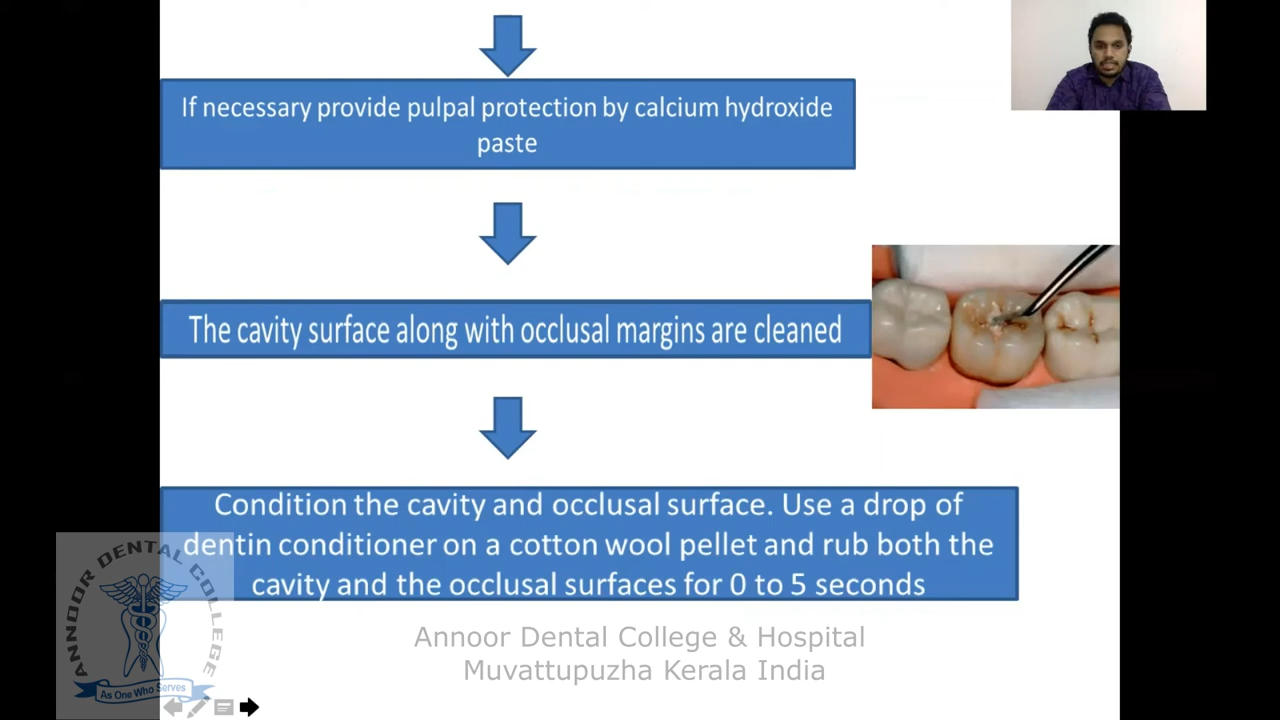 If necessary provide pulpal protection by calcium hydroxide
paste
The cavity surface along with occlusal margins are cleaned
Condition the cavity and occlusal surface. Use a drop of
dentin conditioner on a cotton wool pellet and rub both the
cavity and the occlusal surfaces for 0 to 5 seconds
ANNOOR DENTAL COLLEGE
As One Who Serves
Annoor Dental College & Hospital
Muvattupuzha Kerala India